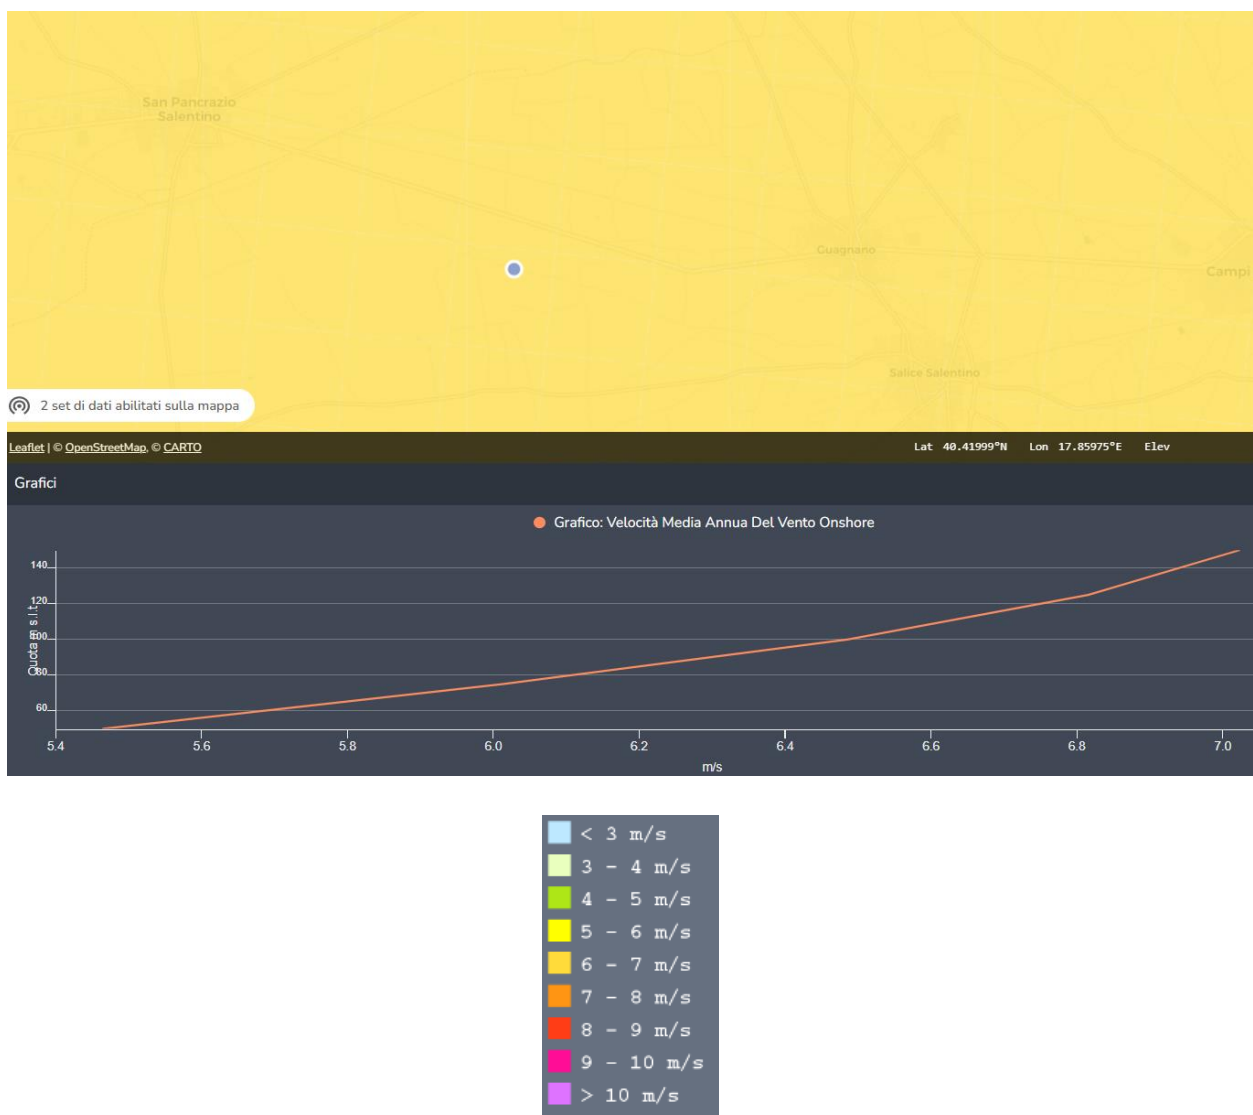 San Pancrazio
Salentino
Guagnano
Campi
Salice Salentino
2 set di dati abilitati sulla mappa
Leaflet | © OpenStreetMap, © CARTO
Lat 40.41999°N Lon 17.85975°E Elev
Grafici
Grafico: Velocità Media Annua Del Vento Onshore
140
120
100
80
60
Quota m s.l.t.
5.4 5.6 5.8 6.0 6.2 6.4 6.6 6.8 7.0
m/s
< 3 m/s
3 - 4 m/s
4 - 5 m/s
5 - 6 m/s
6 - 7 m/s
7 - 8 m/s
8 - 9 m/s
9 - 10 m/s
> 10 m/s